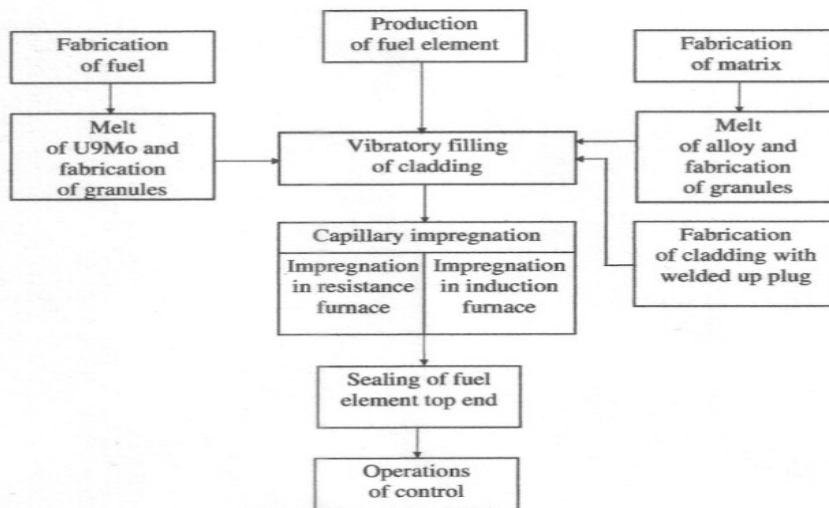 Fabrication
of fuel
Production
of fuel element
Fabrication
of matrix
Melt
of U9Mo and
fabrication
of granules
Vibratory filling
of cladding
Melt
of alloy and
fabrication
of granules
Capillary impregnation
Impregnation
in resistance
furnace
Impregnation
in induction
furnace
Fabrication
of cladding with
welded up plug
Sealing of fuel
element top end
Operations
of control